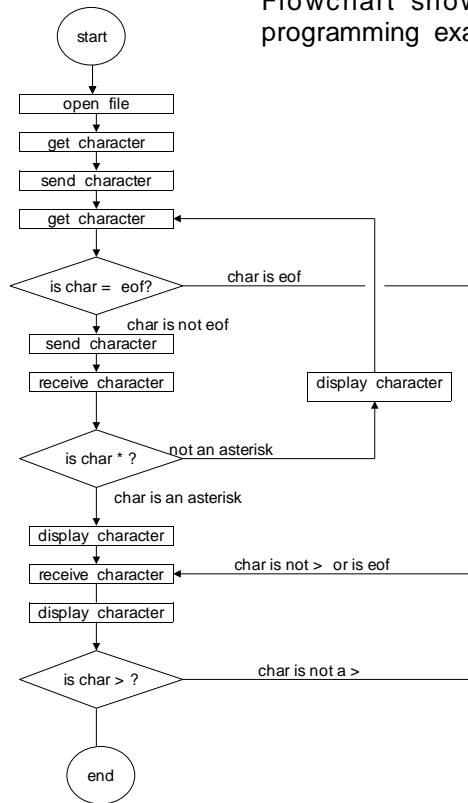 Flowchart show
programming exa
start
open file
get character
send character
get character
is char = eof?
char is eof
char is not eof
send character
receive character
display character
is char * ?
not an asterisk
char is an asterisk
display character
receive character
char is not > or is eof
display character
is char > ?
char is not a >
end